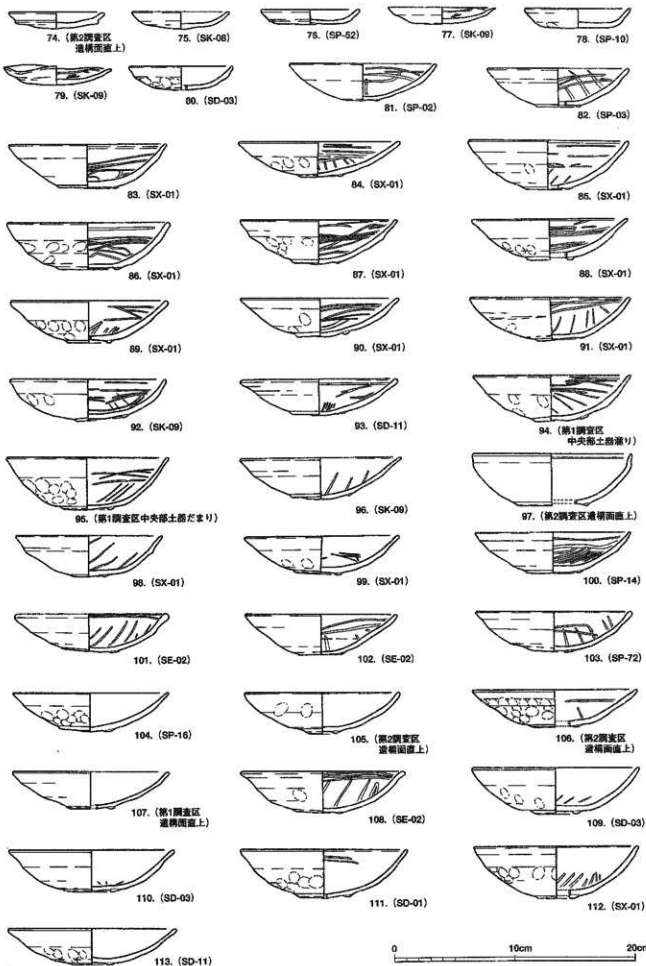 74. (第2調査区
遺構面直上)
75. (SK-08)
76. (SP-52)
77. (SK-09)
78. (SP-10)
79. (SK-09)
80. (SD-03)
81. (SP-02)
82. (SP-03)
83. (SX-01)
84. (SX-01)
85. (SX-01)
86. (SX-01)
87. (SX-01)
88. (SX-01)
89. (SX-01)
90. (SX-01)
91. (SX-01)
92. (SK-09)
93. (SD-11)
94. (第1調査区
中央部土器溜り)
95. (第1調査区中央部土器だまり)
96. (SK-09)
97. (第2調査区遺構面直上)
98. (SX-01)
99. (SX-01)
100. (SP-14)
101. (SE-02)
102. (SE-02)
103. (SP-72)
104. (SP-16)
105. (第2調査区
遺構面直上)
106. (第2調査区
遺構面直上)
107. (第1調査区
遺構面直上)
108. (SE-02)
109. (SD-03)
110. (SD-03)
111. (SD-01)
112. (SX-01)
113. (SD-11)
0 10cm 20cm